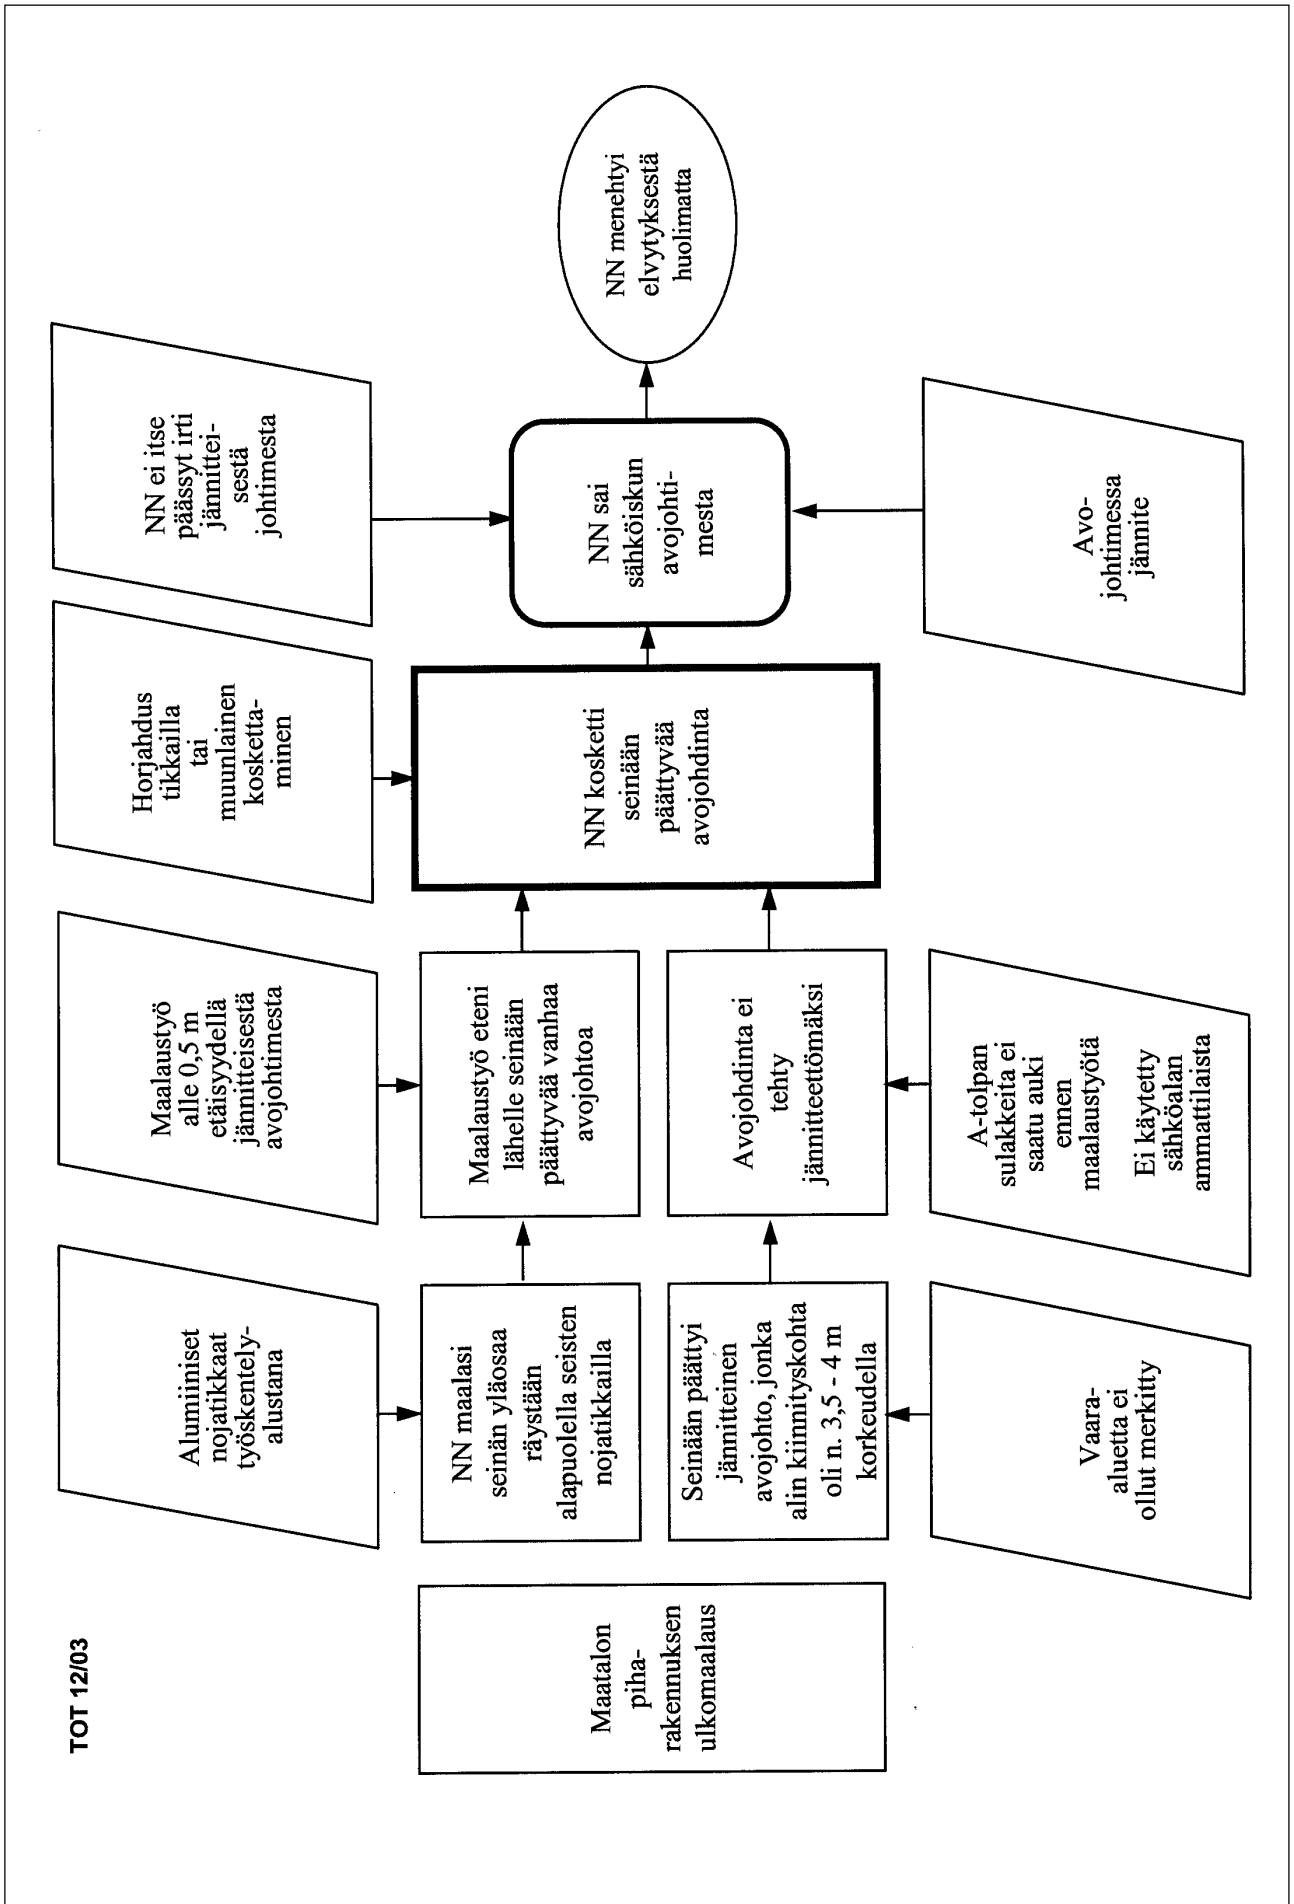 TOT 12/03
Alumiiniset
nojatikkaat
työskentely-
alustana
Maalaustyö
alle 0,5 m
etäisyydellä
jännitteisestä
avojohtimesta
Horjahdus
tikkailla
tai
muunlainen
kosketta-
minen
NN ei itse
päässyt irti
jännittei-
sestä
johtimesta
Maatalon
piha-
rakennuksen
ulkomaalaus
NN maalasi
seinän yläosaa
räystään
alapuolella seisten
nojatikkailla
Maalaustyö eteni
lähelle seinään
päättyvää vanhaa
avojohtoa
Seinään päättyi
jännitteinen
avojohto, jonka
alin kiinnityskohta
oli n. 3,5 - 4 m
korkeudella
Avojohdinta ei
tehty
jännitteettömäksi
NN kosketti
seinään
päättyvää
avojohdinta
NN sai
sähköiskun
avojohti-
mesta
NN menehtyi
elvytyksestä
huolimatta
Vaara-
aluetta ei
ollut merkitty
A-tolpan
sulakkeita ei
saatu auki
ennen
maalaustyötä
Ei käytetty
sähköalan
ammattilaista
Avo-
johtimessa
jännite